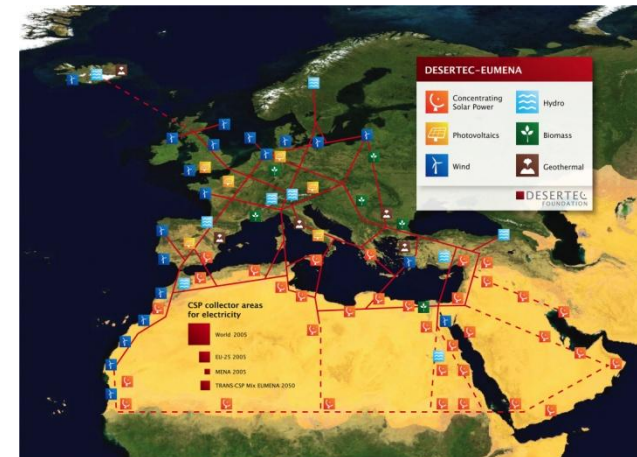 DESERTEC-EUMENA
Concentrating
Solar Power
Hydro
Photovoltaics
Biomass
Wind
Geothermal
DESERTEC
FOUNDATION
CSP collector areas
for electricity
World 2005
EU-25 2005
MENA 2005
TRANS-CSP Mix EUMENA 2050